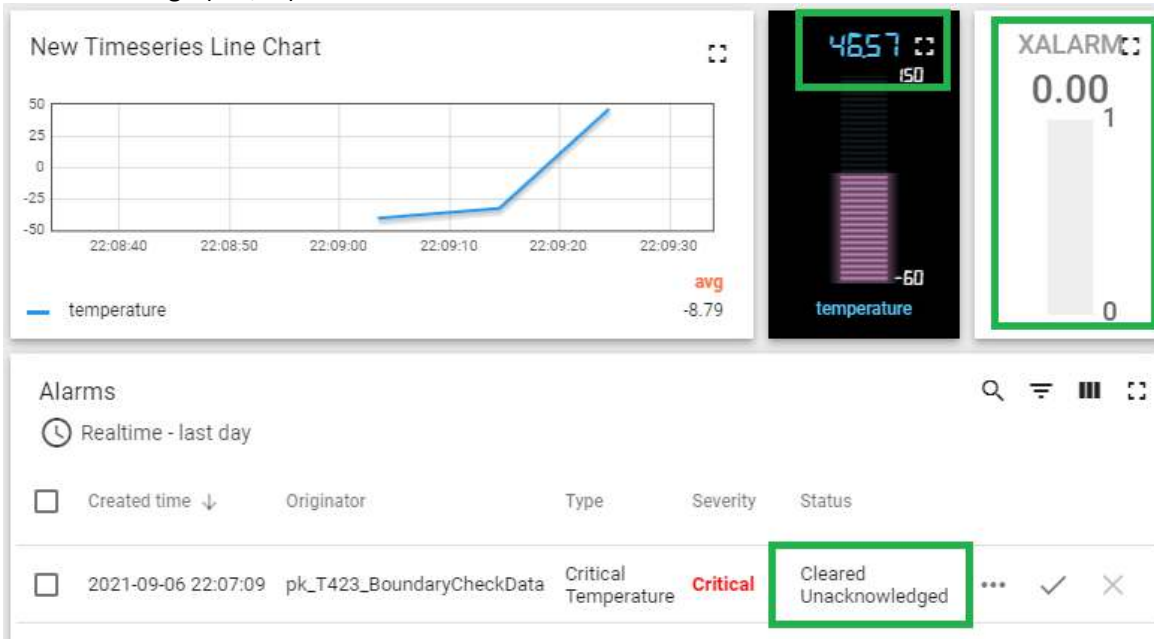 New Timeseries Line Chart
50
25
0
-25
-50
22:08:40 22:08:50 22:09:00 22:09:10 22:09:20 22:09:30
avg
temperature -8.79
46.57
150
-60
temperature
XALARM
0.00
1
0
Alarms
Realtime - last day
Created time ↓ Originator Type Severity Status
2021-09-06 22:07:09 pk_T423_BoundaryCheckData Critical Temperature Critical Cleared Unacknowledged